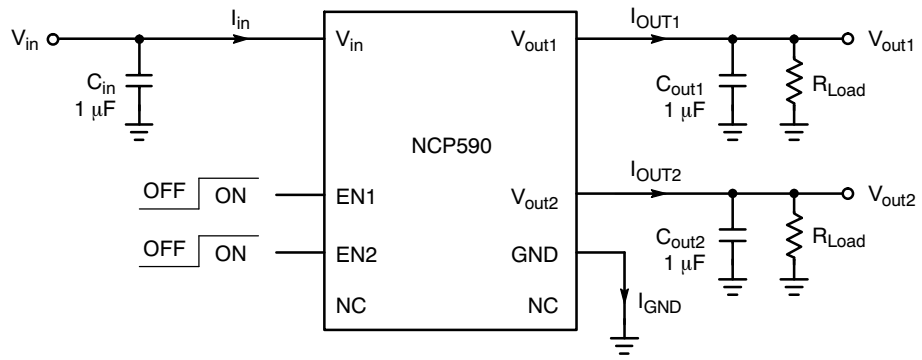 I_in
I_OUT1
V_in
V_in
V_out1
V_out1
C_in
1 μF
C_out1
1 μF
R_Load
NCP590
I_OUT2
OFF
ON
EN1
V_out2
V_out2
OFF
ON
EN2
GND
C_out2
1 μF
R_Load
NC
NC
I_GND